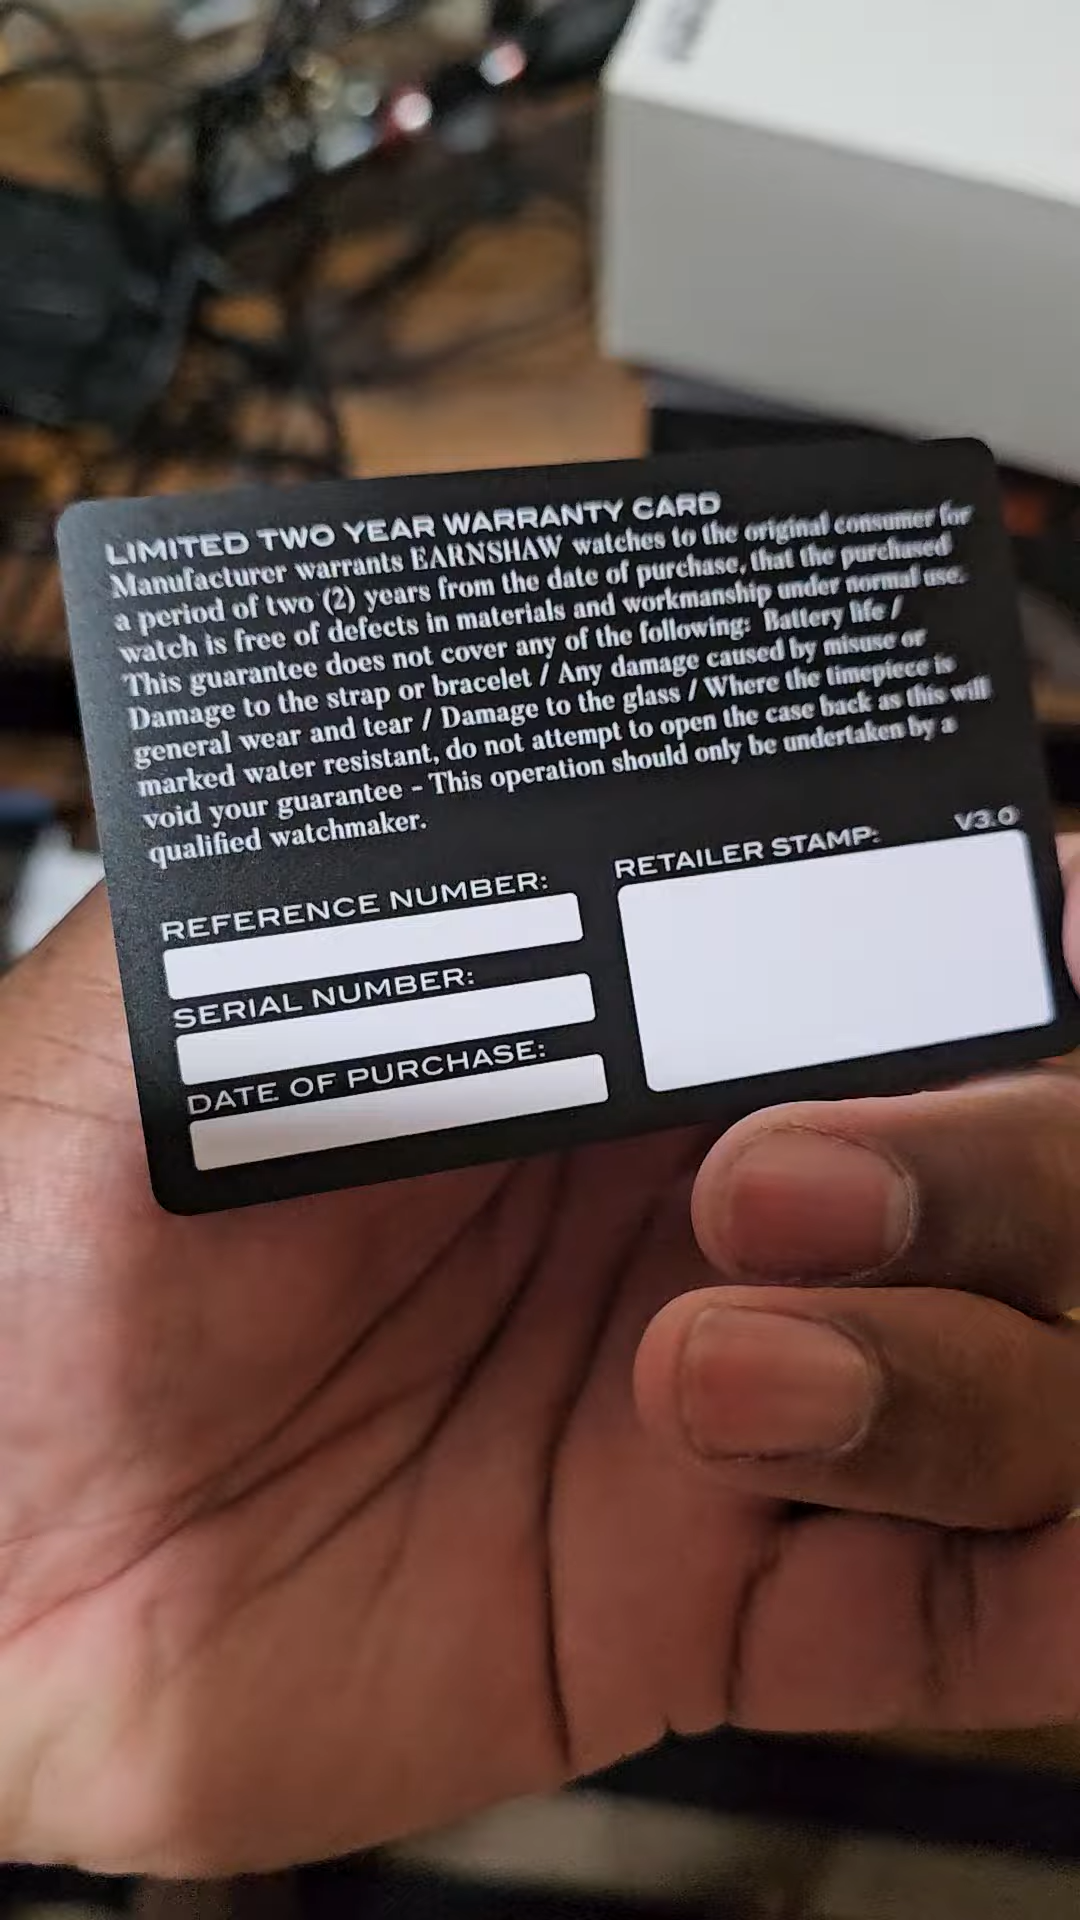 LIMITED TWO YEAR WARRANTY CARD
Manufacturer warrants EARNSHAW watches to the original consumer for
a period of two (2) years from the date of purchase, that the purchased
watch is free of defects in materials and workmanship under normal use.
This guarantee does not cover any of the following: Battery life /
Damage to the strap or bracelet / Any damage caused by misuse or
general wear and tear / Damage to the glass / Where the timepiece is
marked water resistant, do not attempt to open the case back as this will
void your guarantee - This operation should only be undertaken by a
qualified watchmaker.
V3.0
REFERENCE NUMBER:
SERIAL NUMBER:
DATE OF PURCHASE:
RETAILER STAMP: